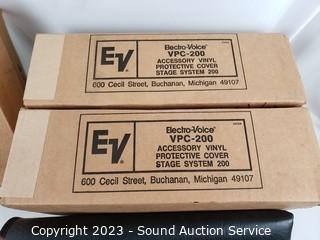 EV
Electro-Voice®
VPC-200
ACCESSORY VINYL
PROTECTIVE COVER
STAGE SYSTEM 200
600 Cecil Street, Buchanan, Michigan 49107
EV®
Electro-Voice®
VPC-200
ACCESSORY VINYL
PROTECTIVE COVER
STAGE SYSTEM 200
600 Cecil Street, Buchanan, Michigan 49107
Copyright 2023 - Sound Auction Service